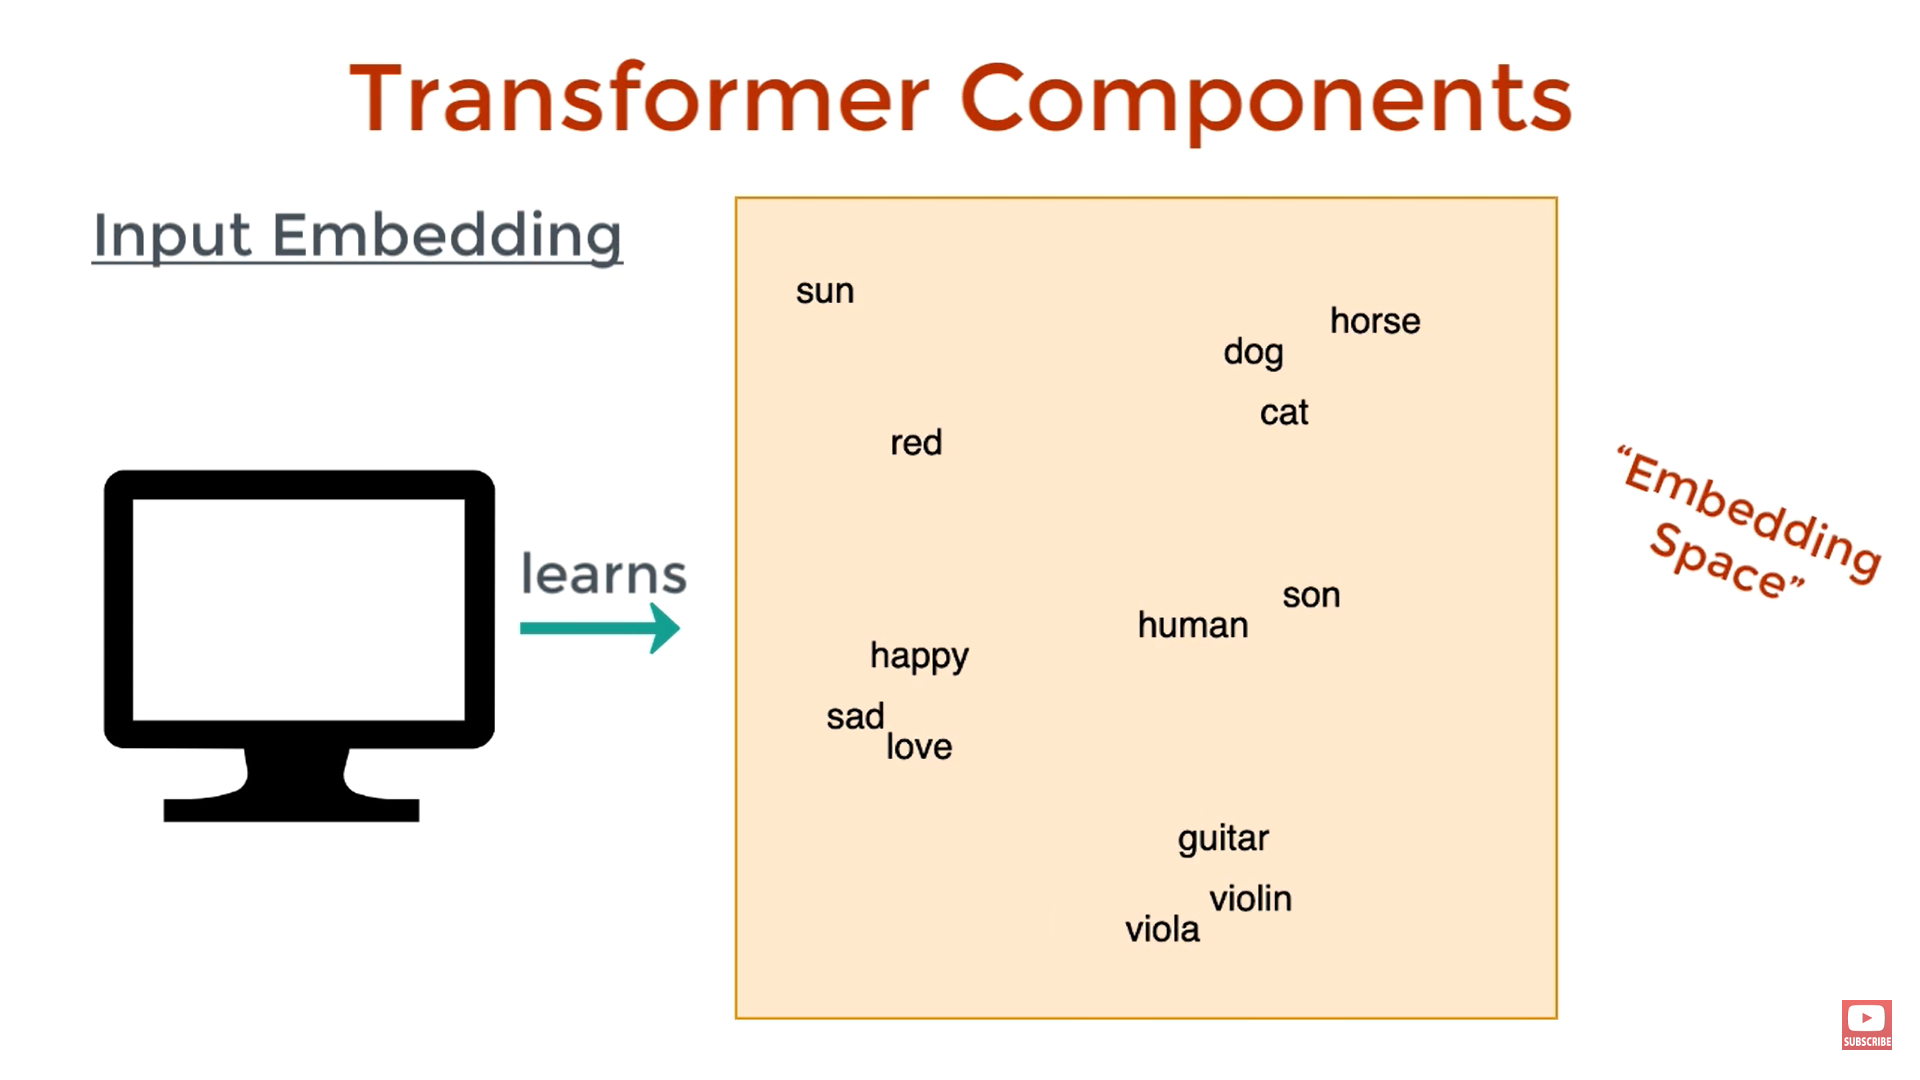 Transformer Components
Input Embedding
learns
sun
horse
dog
cat
red
son
human
happy
sad
love
guitar
violin
viola
“Embedding
Space”
SUBSCRIBE